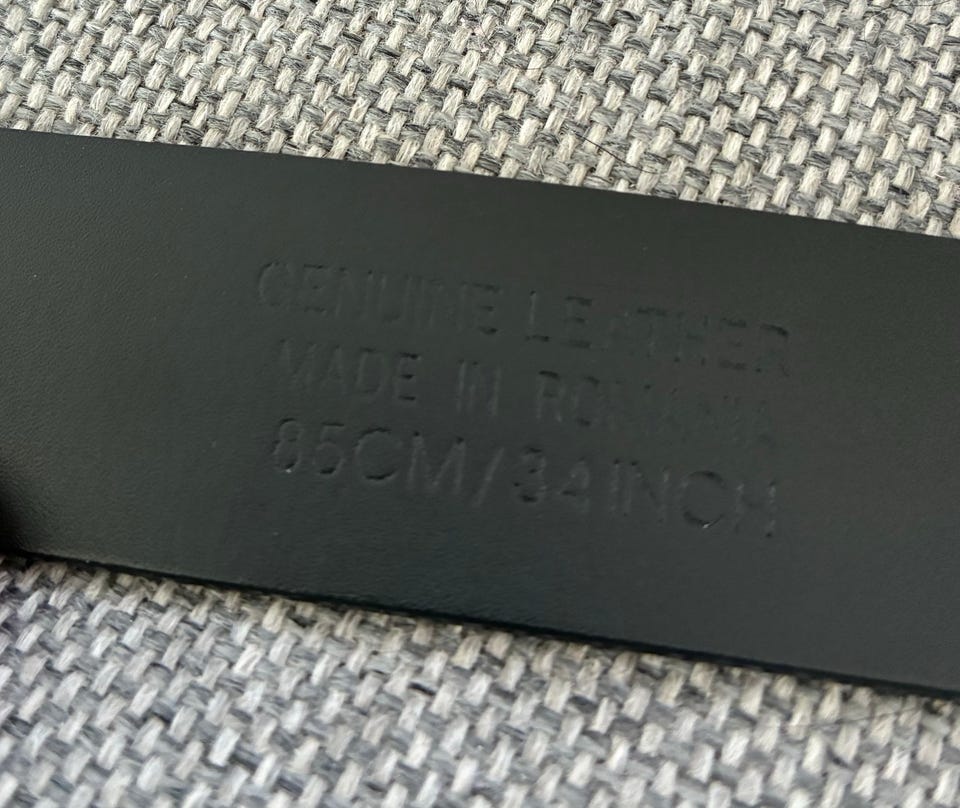 GENUINE LEATHER
MADE IN ROMANIA
85CM/34INCH